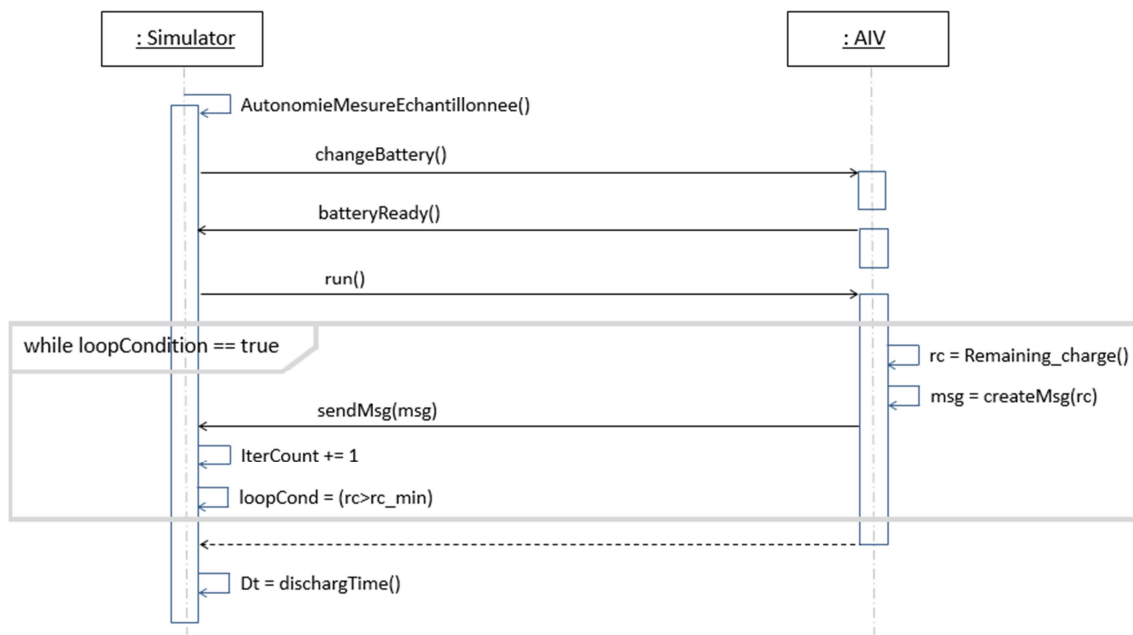 : Simulator
: AIV
AutonomieMesureEchantillonnee()
changeBattery()
batteryReady()
run()
while loopCondition == true
rc = Remaining_charge()
msg = createMsg(rc)
sendMsg(msg)
IterCount += 1
loopCond = (rc>rc_min)
Dt = dischargTime()